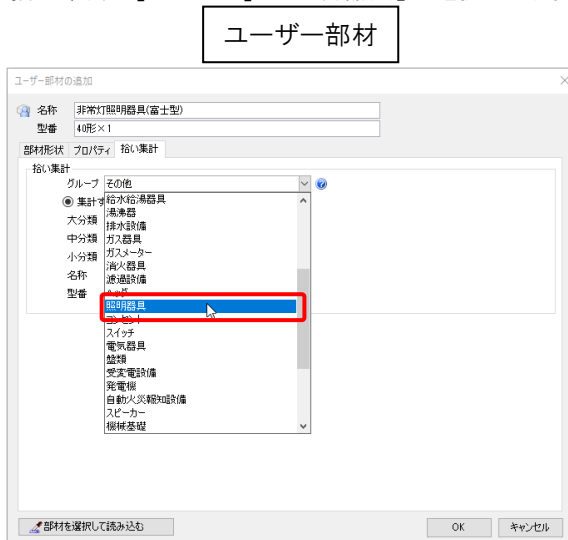 ユーザー部材
ユーザー部材の追加
名称 非常灯照明器具(富士型)
型番 40形×1
部材形状 プロパティ 拾い集計
拾い集計
グループ その他
集計す
大分類
中分類
小分類
名称
型番
給水給湯器具
湯沸器
排水設備
ガス器具
ガスメーター
消火器具
濾過設備
照明器具
コンセント
スイッチ
電気器具
盤類
受変電設備
発電機
自動火災報知設備
スピーカー
機械基礎
部材を選択して読み込む
OK キャンセル